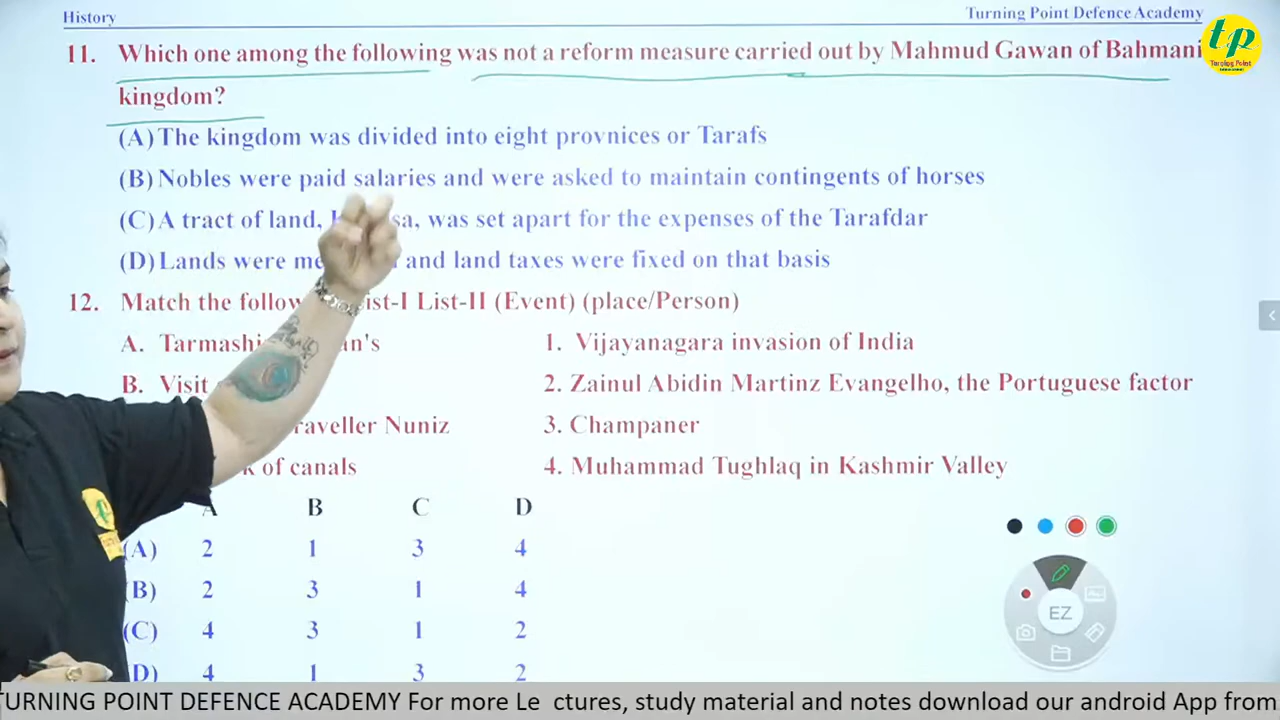 History
Turning Point Defence Academy
tp
Turning Point
11. Which one among the following was not a reform measure carried out by Mahmud Gawan of Bahmani
kingdom?
(A) The kingdom was divided into eight provnices or Tarafs
(B) Nobles were paid salaries and were asked to maintain contingents of horses
(C) A tract of land, sa, was set apart for the expenses of the Tarafdar
(D) Lands were me and land taxes were fixed on that basis
12. Match the follow ist-I List-II (Event) (place/Person)
A. Tarmashi an's 1. Vijayanagara invasion of India
B. Visit 2. Zainul Abidin Martinz Evangelho, the Portuguese factor
raveller Nuniz 3. Champaner
k of canals 4. Muhammad Tughlaq in Kashmir Valley
A B C D
(A) 2 1 3 4
(B) 2 3 1 4
(C) 4 3 1 2
D) 4 1 3 2
EZ
TURNING POINT DEFENCE ACADEMY For more Le ctures, study material and notes download our android App from